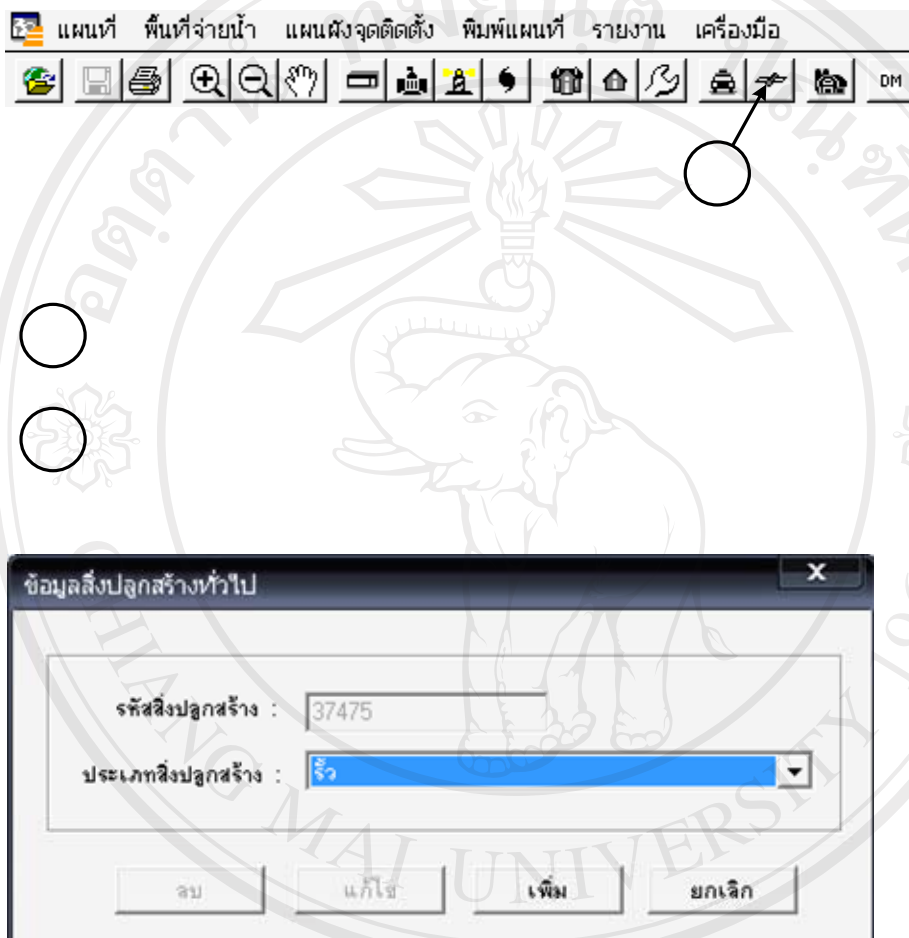 แผนที่ พื้นที่จ่ายน้ำ แผนผังจุดติดตั้ง พิมพ์แผนที่ รายงาน เครื่องมือ
DM
ข้อมูลสิ่งปลูกสร้างทั่วไป x
รหัสสิ่งปลูกสร้าง : 37475
ประเภทสิ่งปลูกสร้าง : รั้ว
ลบ แก้ไข เพิ่ม ยกเลิก
CHIANG MAI UNIVERSITY